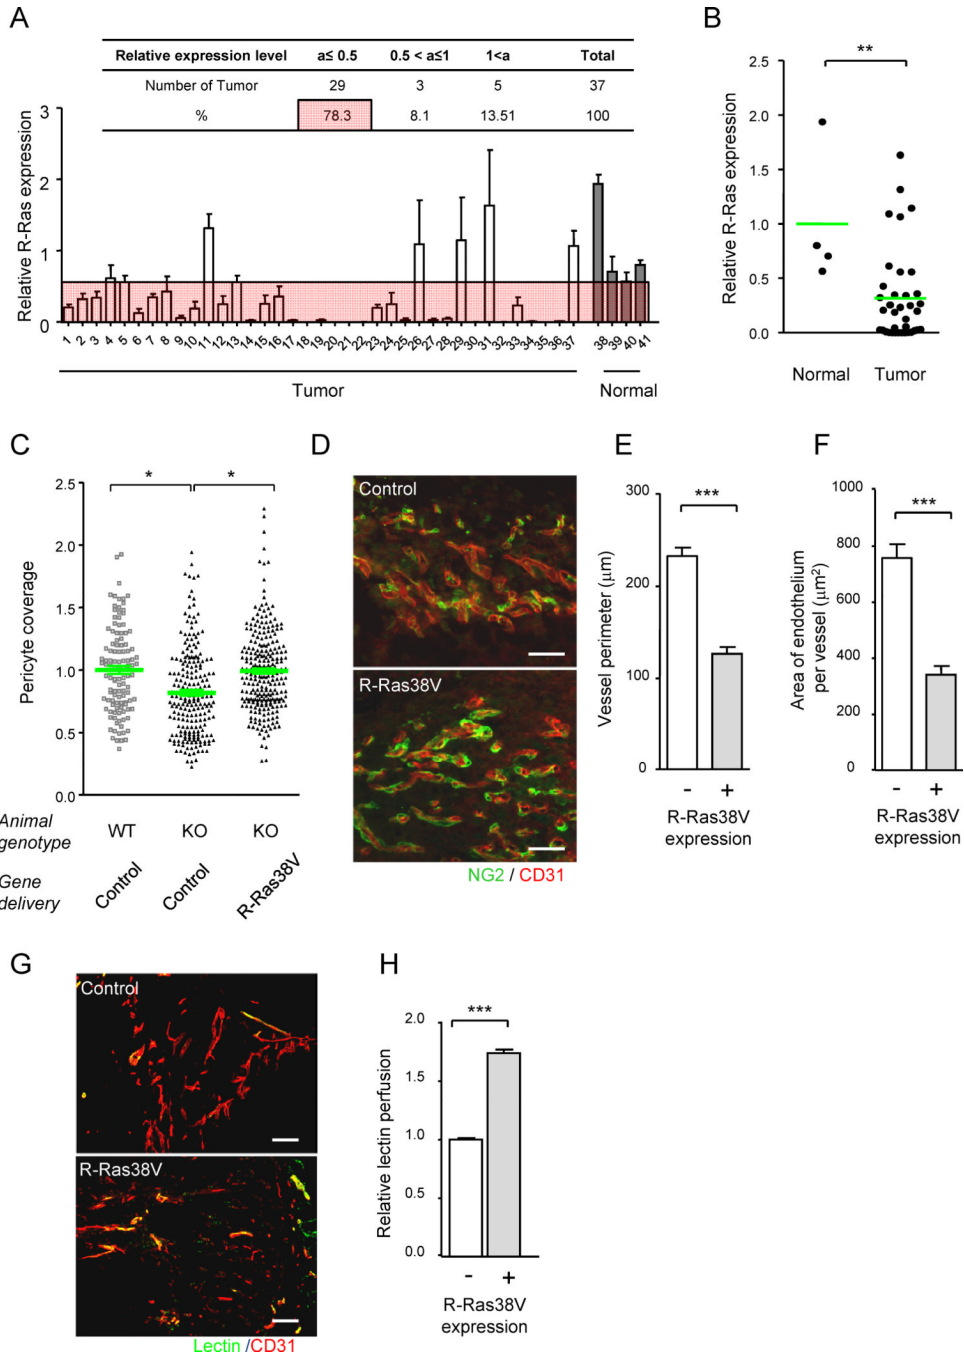 A
Relative expression level a≤ 0.5 0.5 < a≤1 1<a Total
Number of Tumor 29 3 5 37
% 78.3 8.1 13.51 100
Relative R-Ras expression
3
2
1
0
1 2 3 4 5 6 7 8 9 10 11 12 13 14 15 16 17 18 19 20 21 22 23 24 25 26 27 28 29 30 31 32 33 34 35 36 37 38 39 40 41
Tumor Normal
B
**
Relative R-Ras expression
2.5
2.0
1.5
1.0
0.5
0.0
Normal Tumor
C
* *
Pericyte coverage
2.5
2.0
1.5
1.0
0.5
0.0
Animal genotype WT KO KO
Gene delivery Control Control R-Ras38V
D
Control
R-Ras38V
NG2 / CD31
E
***
Vessel perimeter (μm)
300
200
100
0
- +
R-Ras38V
expression
F
***
Area of endothelium
per vessel (μm²)
1000
800
600
400
200
0
- +
R-Ras38V
expression
G
Control
R-Ras38V
Lectin /CD31
H
***
Relative lectin perfusion
2.0
1.5
1.0
0.5
0.0
- +
R-Ras38V
expression